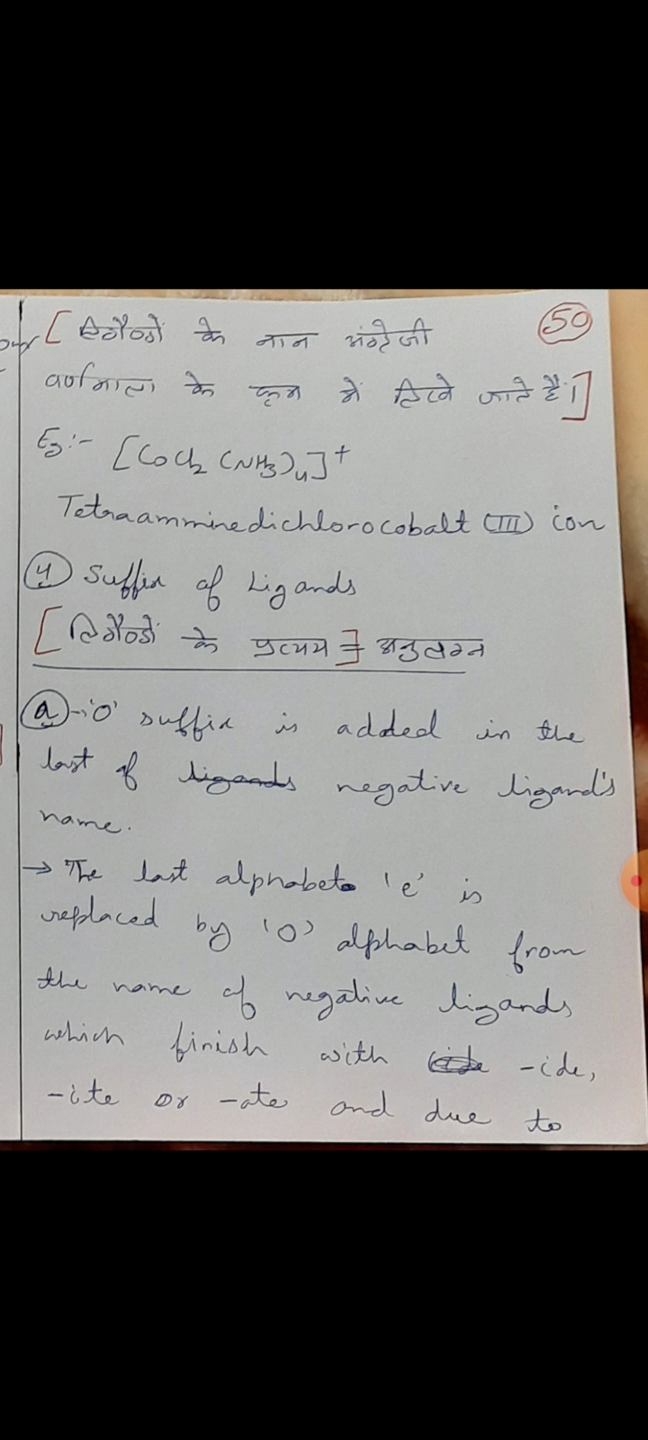 50
[लिगैण्डों के नाम अंग्रेजी
वर्णमाला के क्रम में लिखे जाते हैं।]
Eg:- [CoCl2 (NH3)4]+
Tetraamminedichlorocobalt (III) ion
4 Suffix of Ligands
[लिगैण्डों के प्रत्यय] = अनुलग्न
a -'O' suffix is added in the
last of ligands negative ligand's
name.
→ The last alphabet 'e' is
replaced by 'O' alphabet from
the name of negative ligands
which finish with -ide,
-ite or -ate and due to